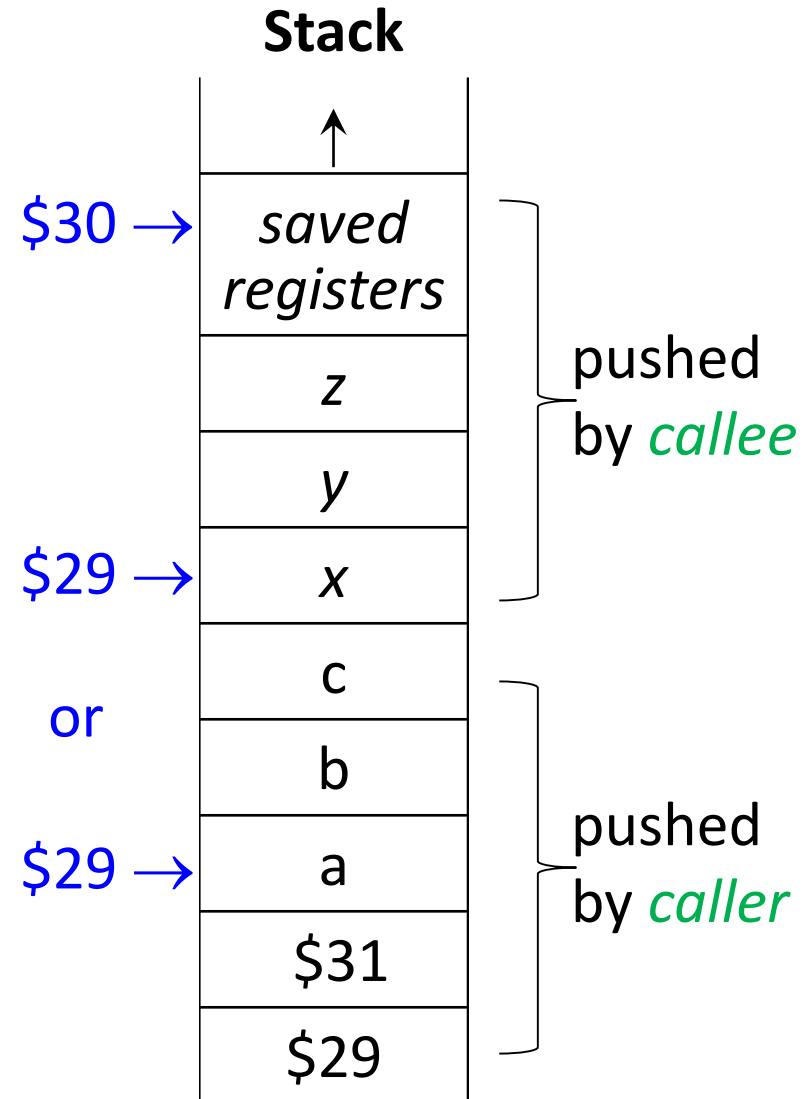 Stack
$30 → saved
registers
z
pushed
by callee
y
$29 → x
c
or
b
pushed
by caller
$29 → a
$31
$29